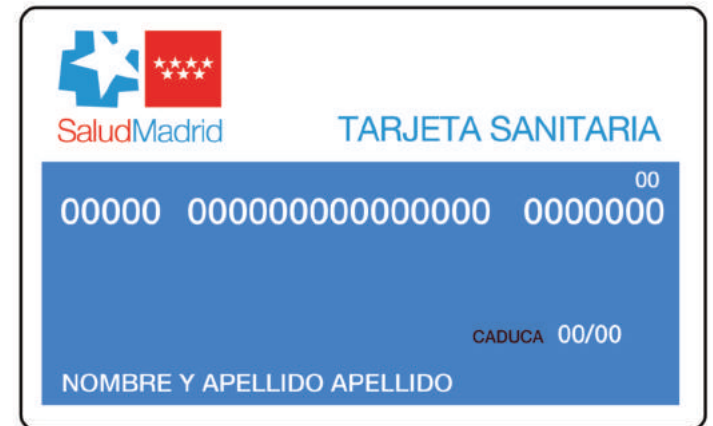 SaludMadrid
TARJETA SANITARIA
00
00000 000000000000000 0000000
CADUCA 00/00
NOMBRE Y APELLIDO APELLIDO